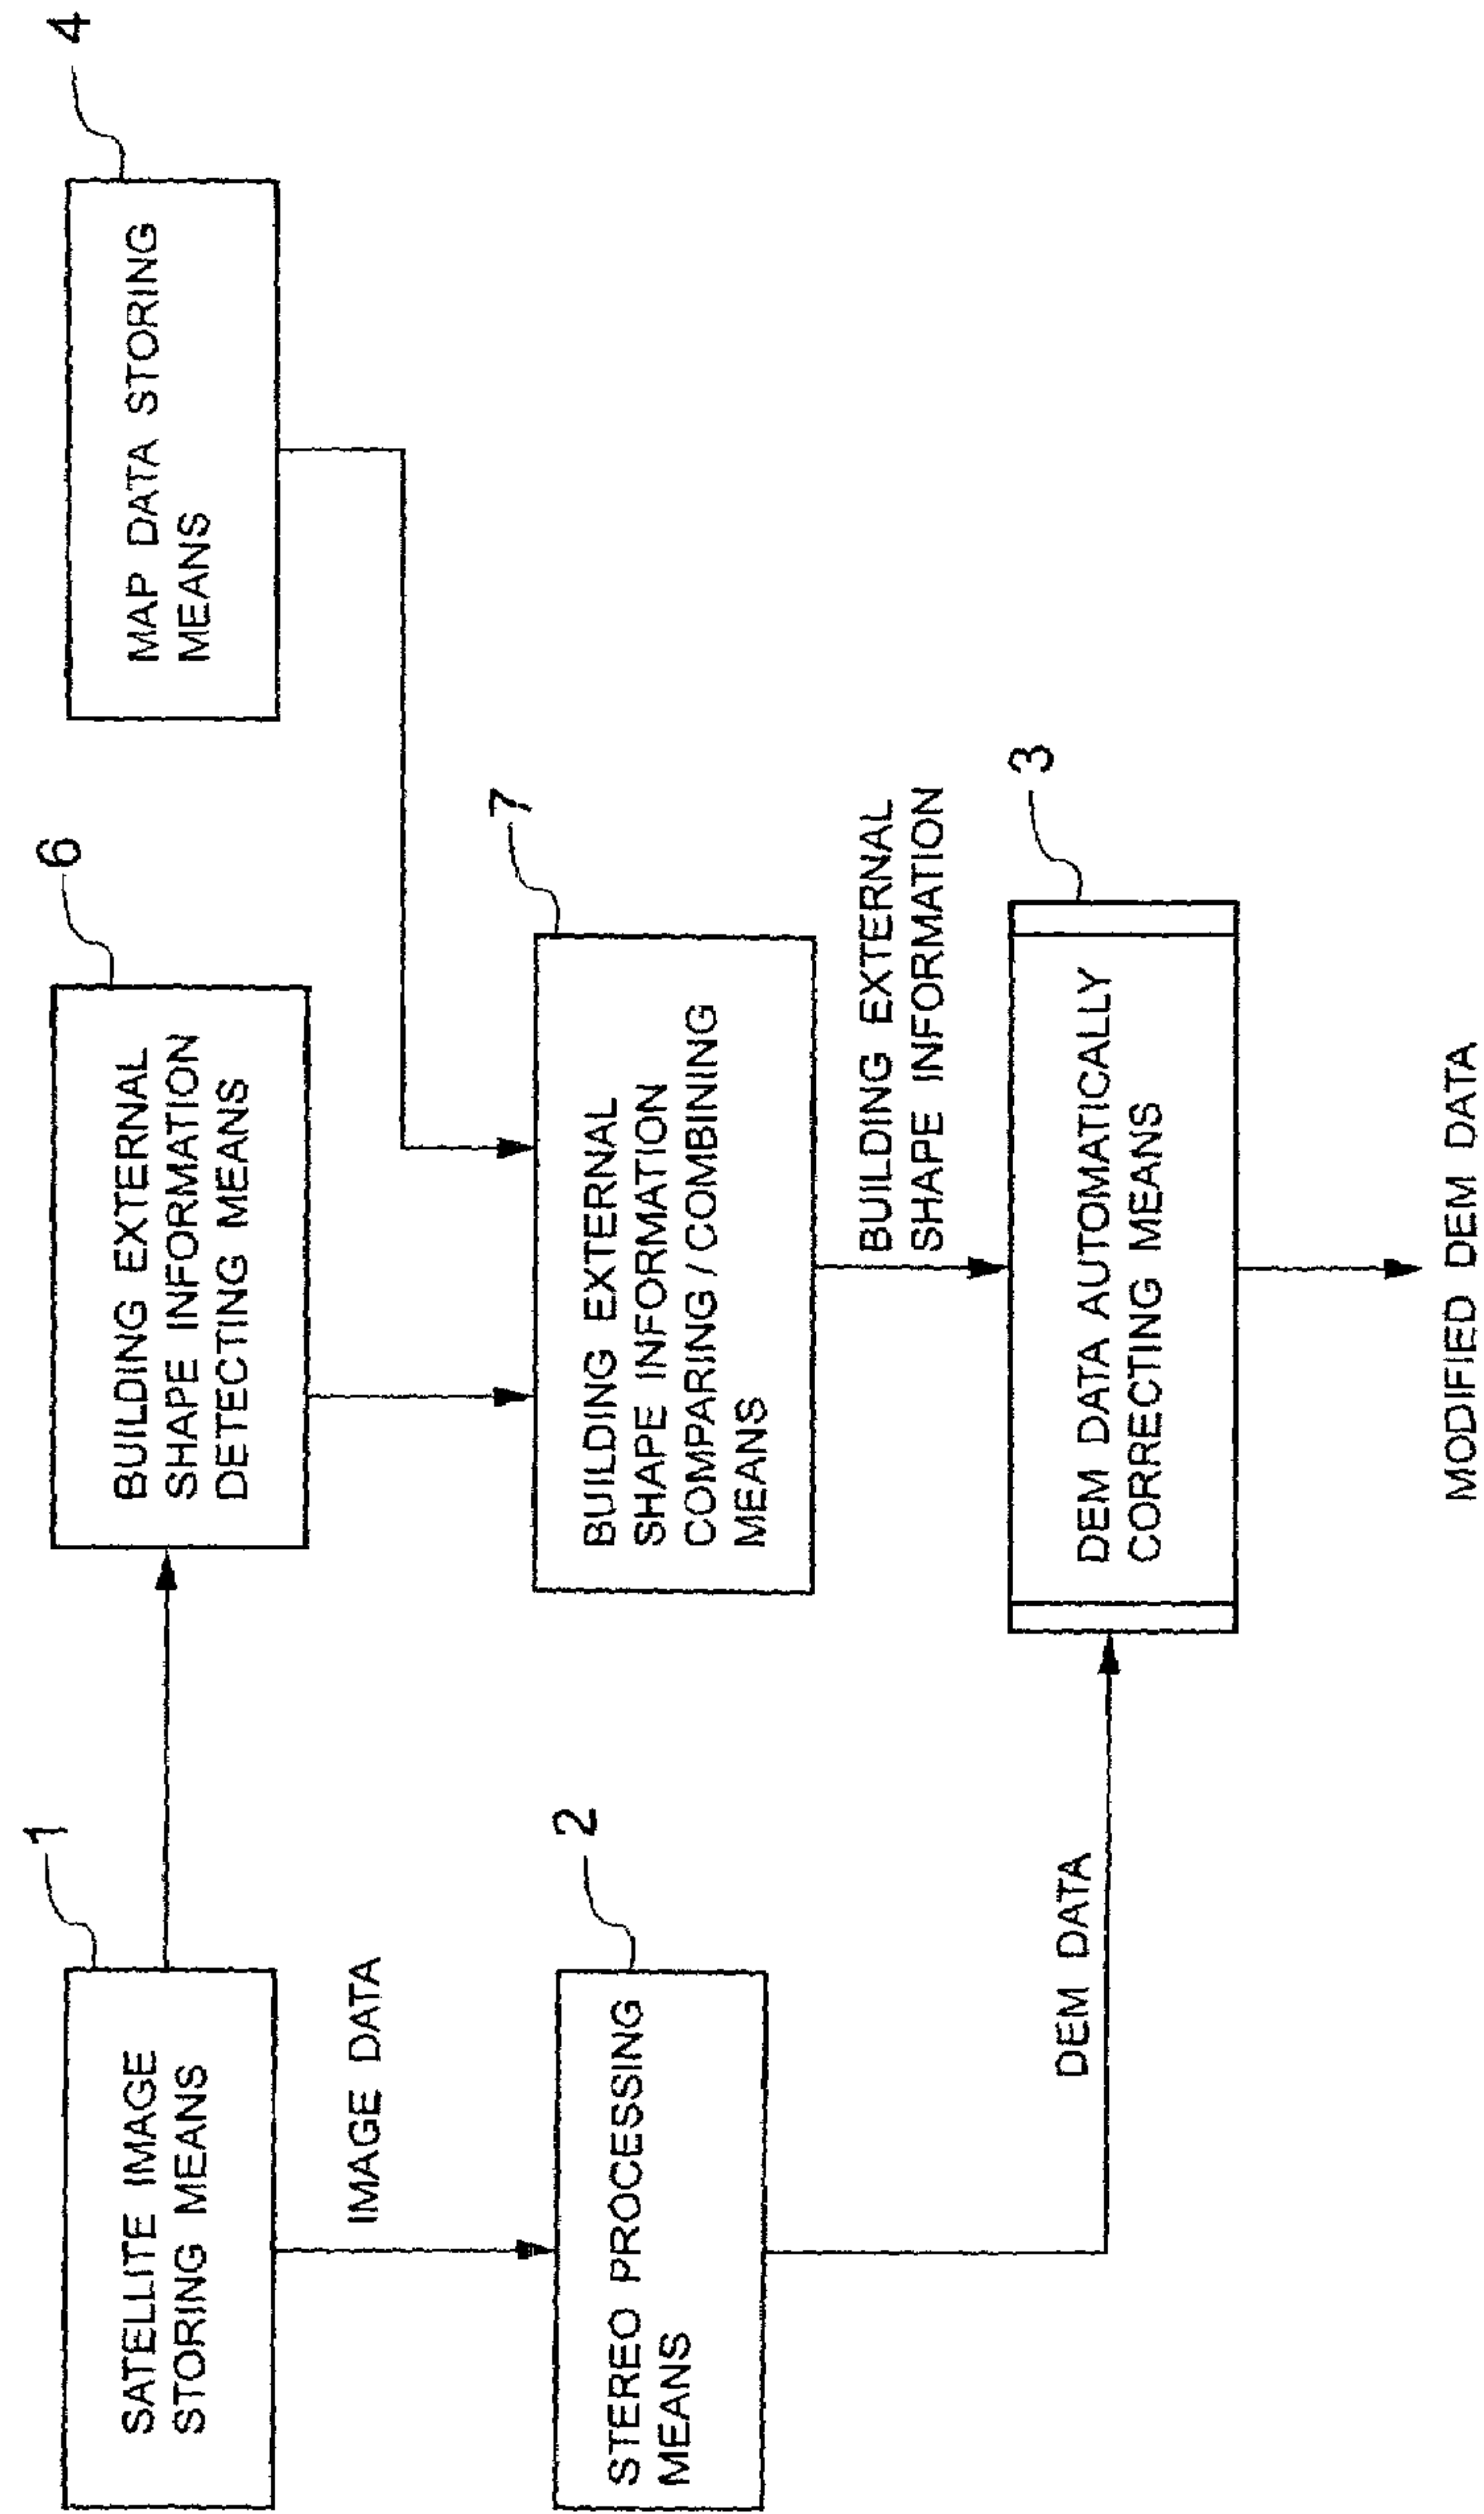 1
SATELLITE IMAGE
STORING MEANS
6
BUILDING EXTERNAL
SHAPE INFORMATION
DETECTING MEANS
4
MAP DATA STORING
MEANS
IMAGE DATA
2
STEREO PROCESSING
MEANS
7
BUILDING EXTERNAL
SHAPE INFORMATION
COMPARING / COMBINING
MEANS
BUILDING EXTERNAL
SHAPE INFORMATION
DEM DATA
3
DEM DATA AUTOMATICALLY
CORRECTING MEANS
MODIFIED DEM DATA